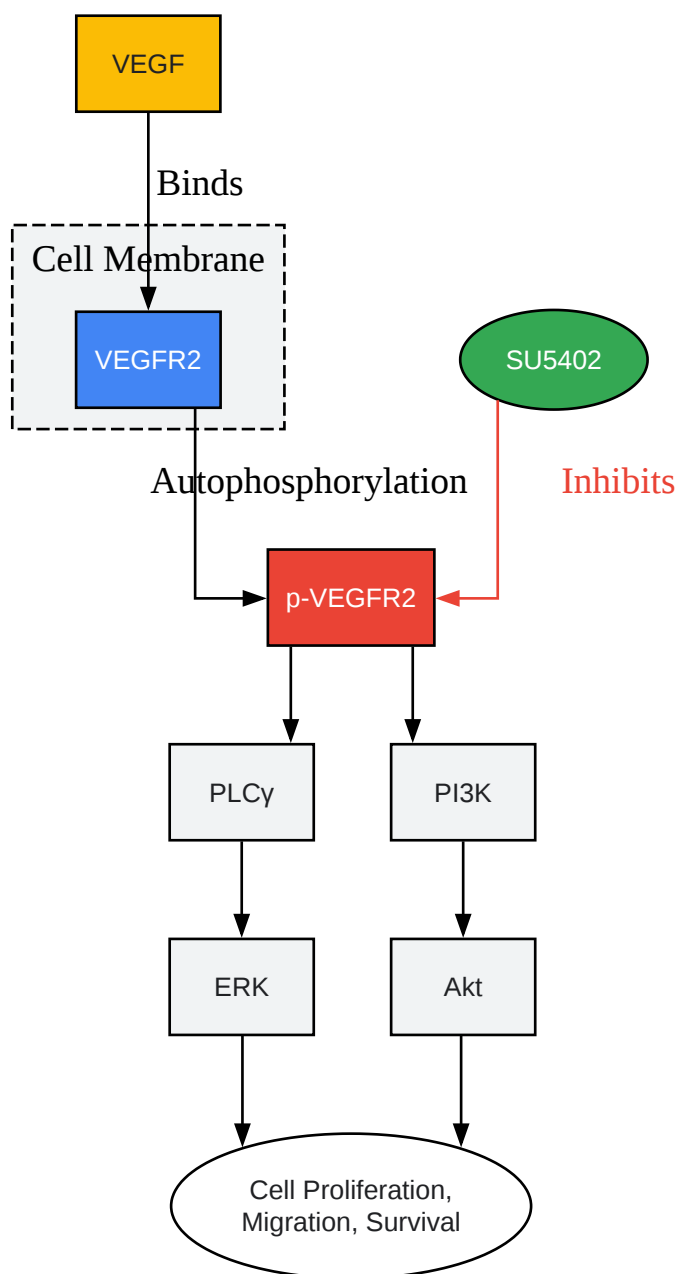 VEGF
Binds
Cell Membrane
VEGFR2
SU5402
Autophosphorylation
Inhibits
p-VEGFR2
PLCγ
PI3K
ERK
Akt
Cell Proliferation,
Migration, Survival